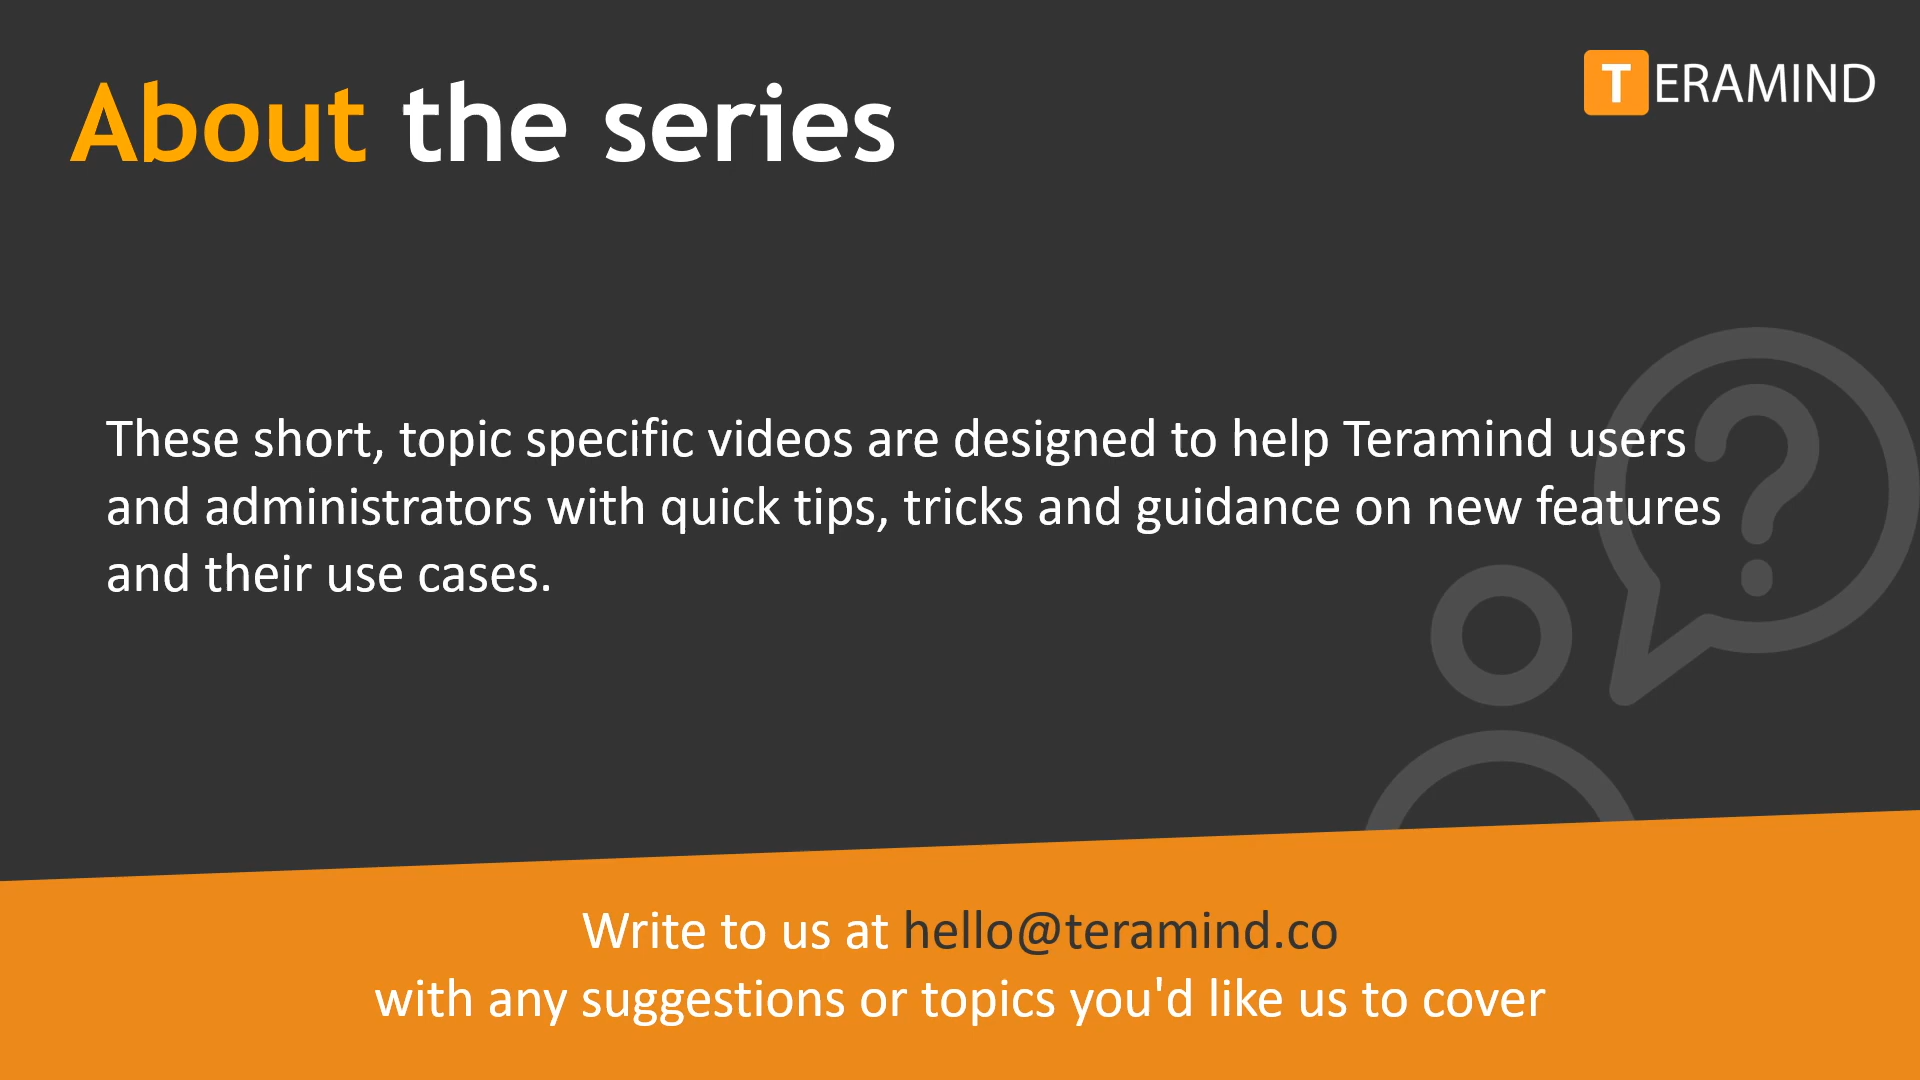 About the series
TERAMIND
These short, topic specific videos are designed to help Teramind users
and administrators with quick tips, tricks and guidance on new features
and their use cases.
Write to us at hello@teramind.co
with any suggestions or topics you'd like us to cover